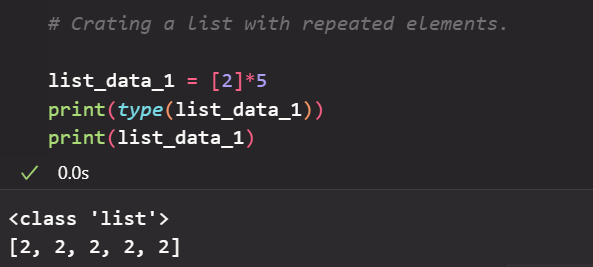 # Crating a list with repeated elements.
list_data_1 = [2]*5
print(type(list_data_1))
print(list_data_1)
✓ 0.0s
<class 'list'>
[2, 2, 2, 2, 2]